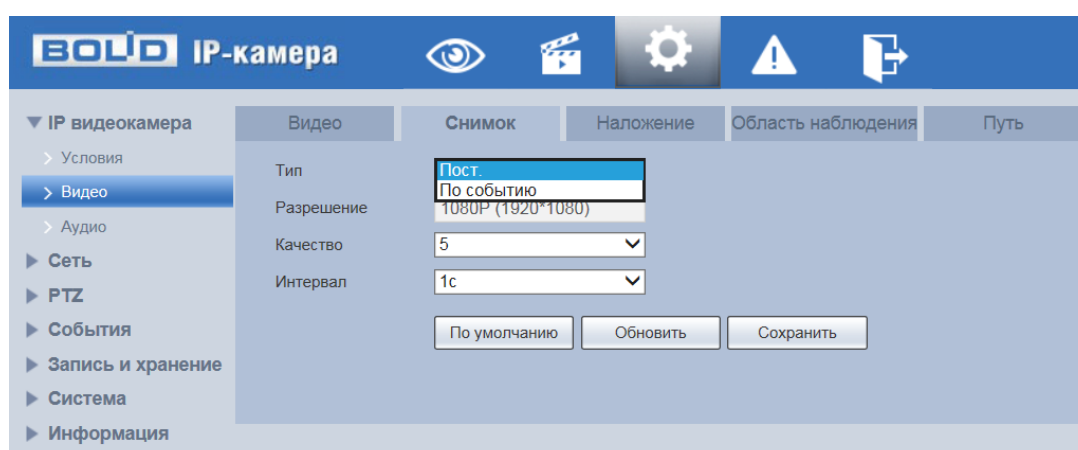 BOLID IP-камера
IP видеокамера
Условия
Видео
Аудио
Сеть
PTZ
События
Запись и хранение
Система
Информация
Видео Снимок Наложение Область наблюдения Путь
Тип Пост.
По событию
Разрешение 1080P (1920*1080)
Качество 5
Интервал 1с
По умолчанию Обновить Сохранить